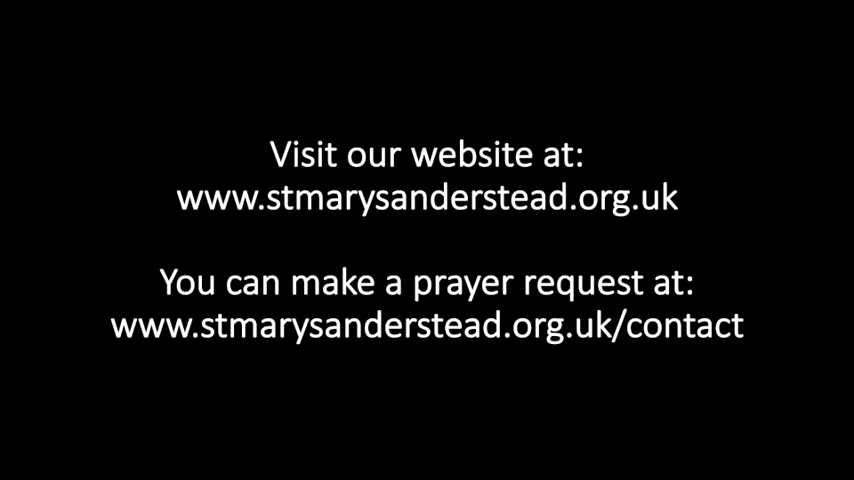 Visit our website at:
www.stmarysanderstead.org.uk
You can make a prayer request at:
www.stmarysanderstead.org.uk/contact